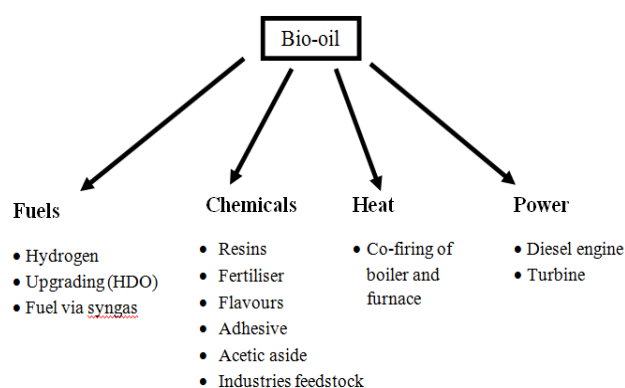 Bio-oil
Fuels
• Hydrogen
• Upgrading (HDO)
• Fuel via syngas
Chemicals
• Resins
• Fertiliser
• Flavours
• Adhesive
• Acetic aside
• Industries feedstock
Heat
• Co-firing of
boiler and
furnace
Power
• Diesel engine
• Turbine